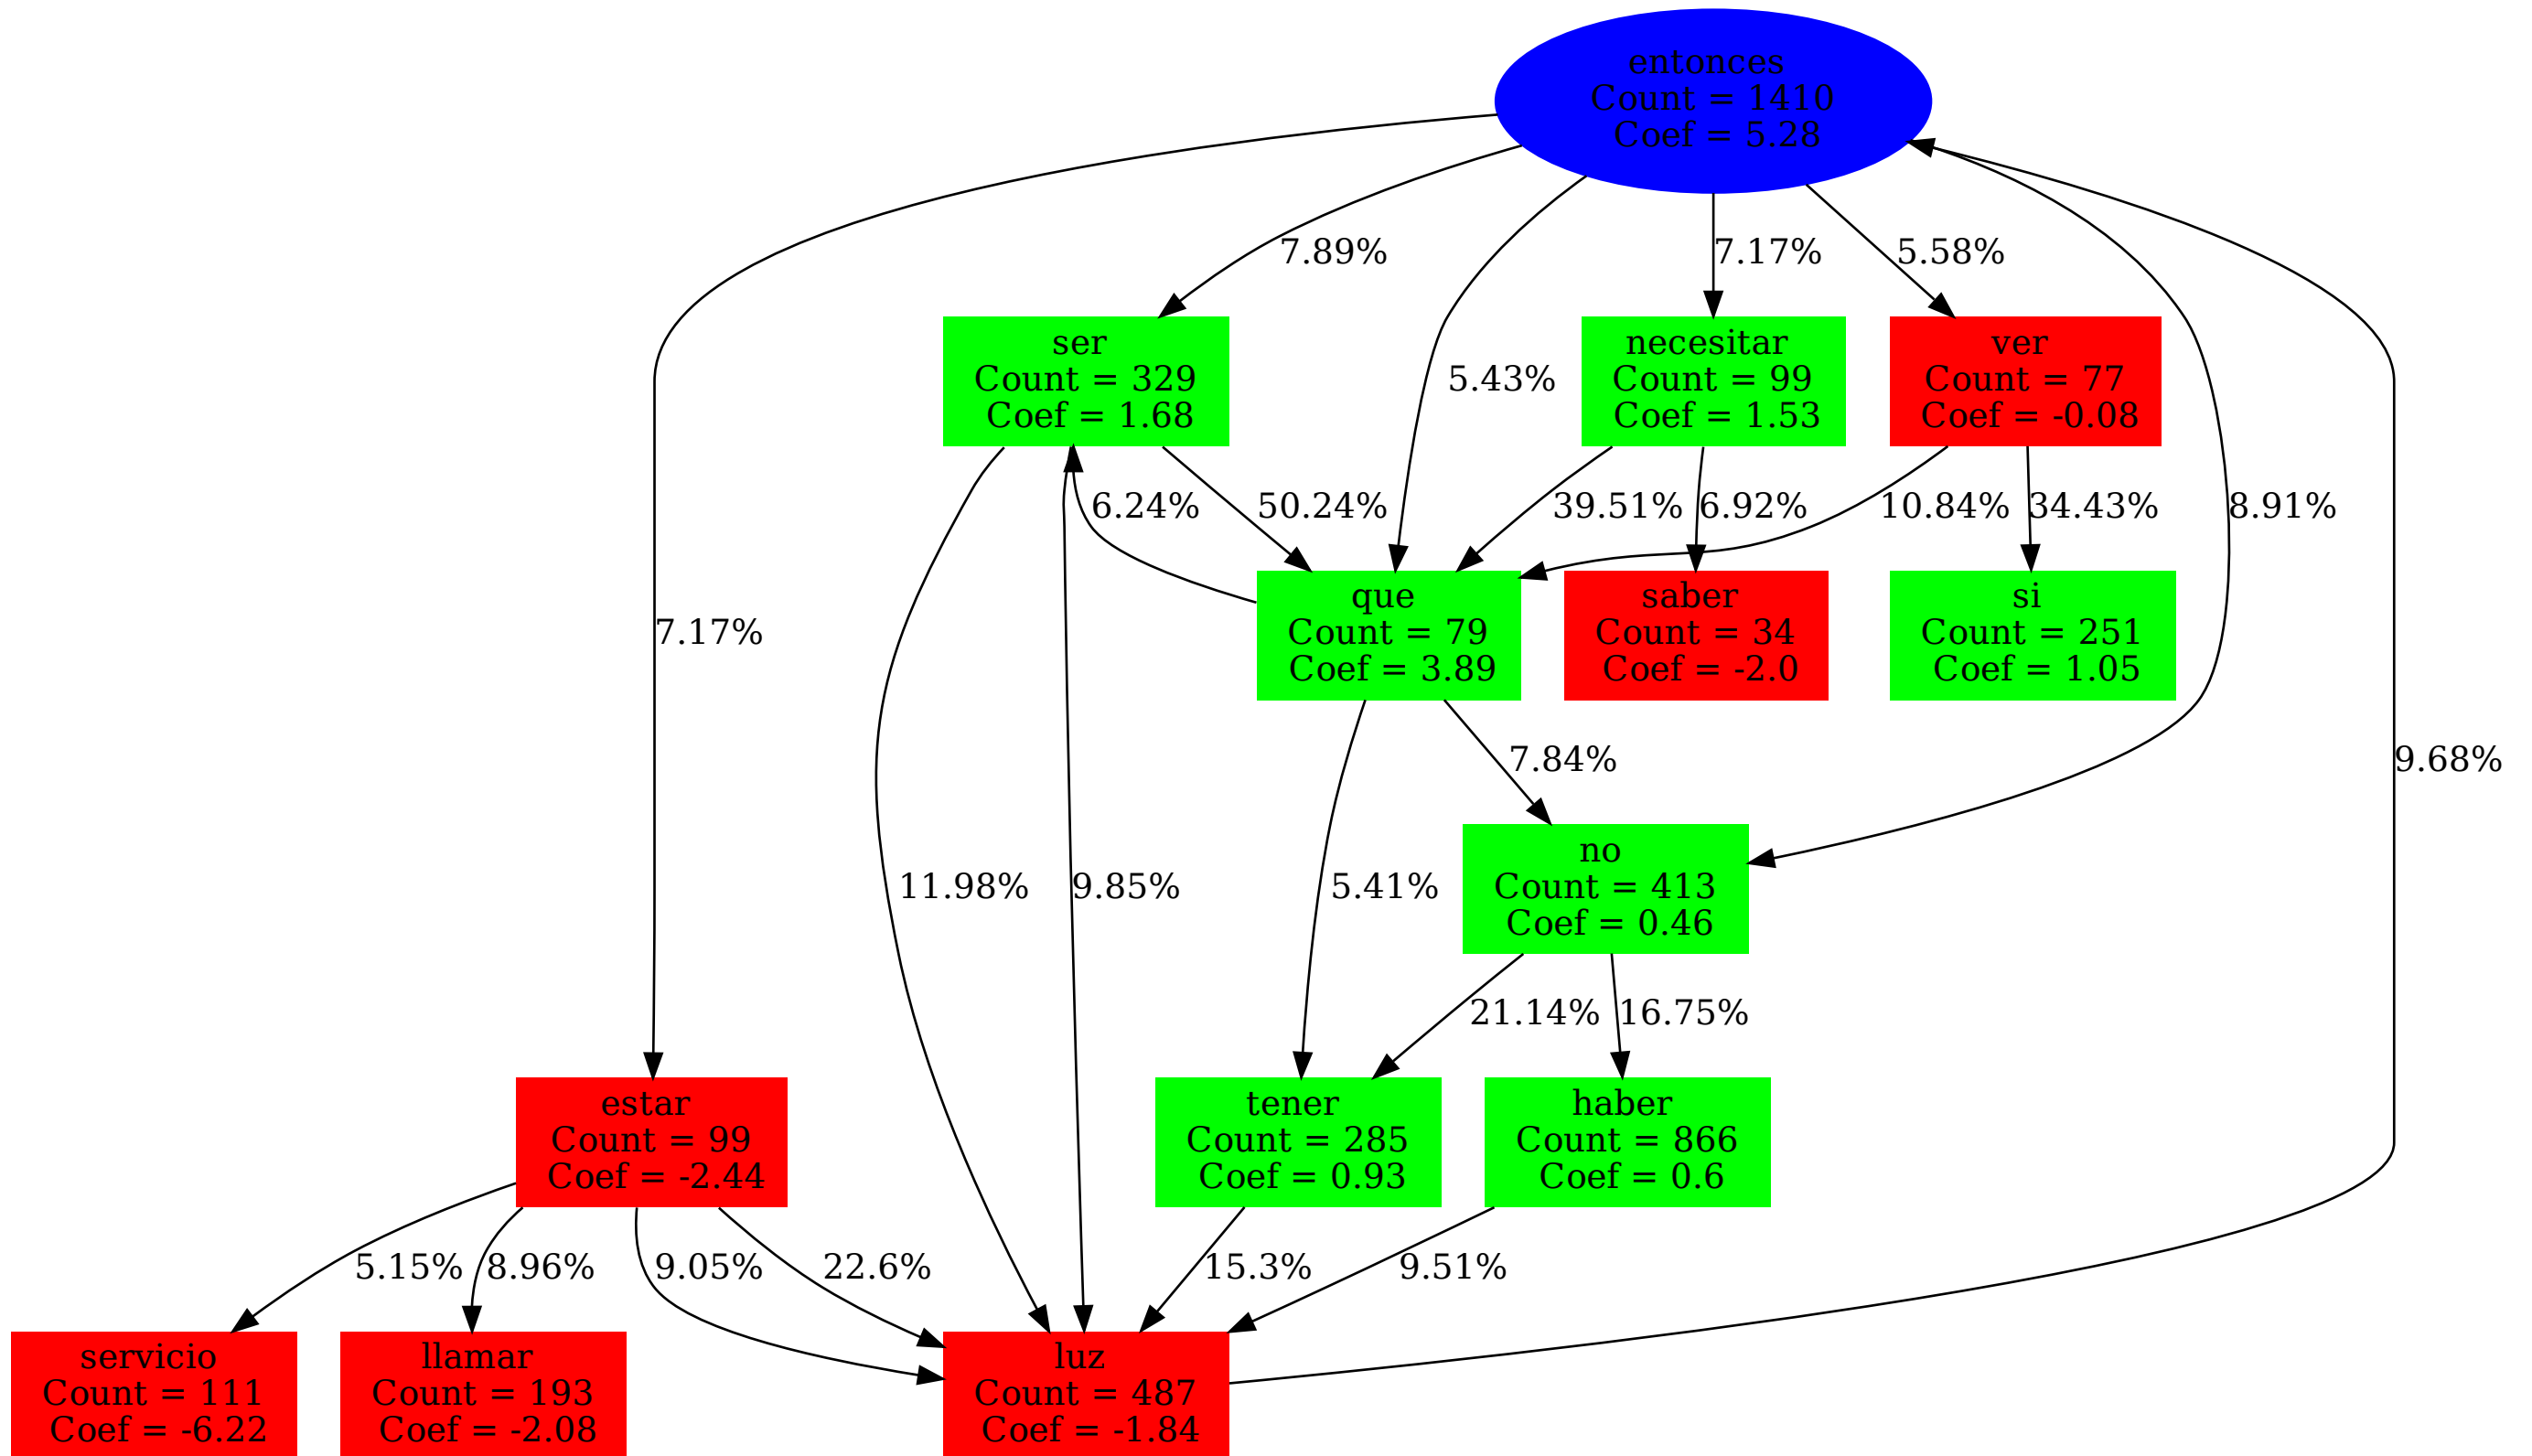 entonces
Count = 1410
Coef = 5.28
7.89%
7.17%
5.58%
ser
Count = 329
Coef = 1.68
5.43%
necesitar
Count = 99
Coef = 1.53
ver
Count = 77
Coef = -0.08
6.24%
50.24%
39.51%
6.92%
10.84%
34.43%
8.91%
7.17%
que
Count = 79
Coef = 3.89
saber
Count = 34
Coef = -2.0
si
Count = 251
Coef = 1.05
7.84%
9.68%
11.98%
9.85%
5.41%
no
Count = 413
Coef = 0.46
21.14%
16.75%
estar
Count = 99
Coef = -2.44
tener
Count = 285
Coef = 0.93
haber
Count = 866
Coef = 0.6
5.15%
8.96%
9.05%
22.6%
15.3%
9.51%
servicio
Count = 111
Coef = -6.22
llamar
Count = 193
Coef = -2.08
luz
Count = 487
Coef = -1.84